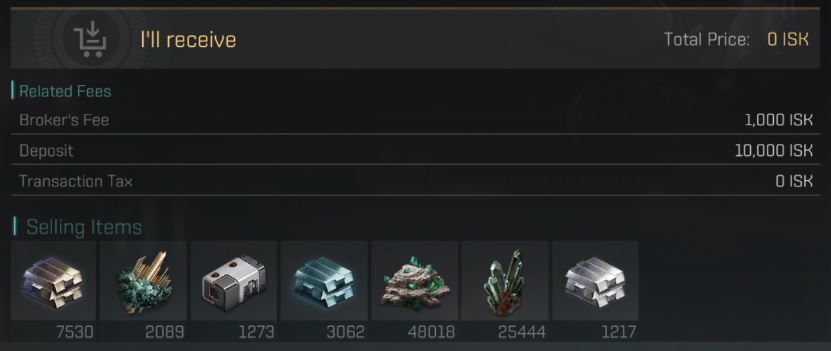 I'll receive Total Price: 0 ISK
Related Fees
Broker's Fee 1,000 ISK
Deposit 10,000 ISK
Transaction Tax 0 ISK
Selling Items
7530 2089 1273 3062 48018 25444 1217